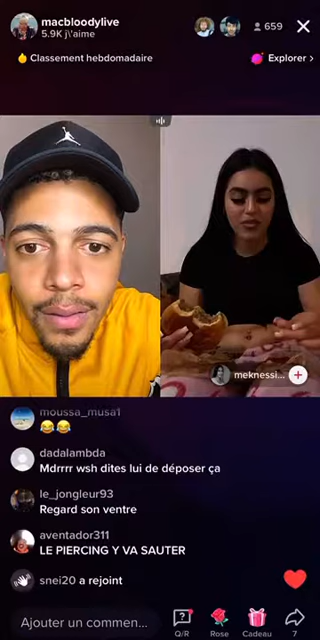 macbloodylive
5.9K j\'aime
659
Classement hebdomadaire
Explorer >
meknessi...
moussa_musa1
😂😂
dadalambda
Mdrrrr wsh dites lui de déposer ça
le_jongleur93
Regard son ventre
aventador311
LE PIERCING Y VA SAUTER
snei20 a rejoint
Ajouter un commen...
Q/R
Rose
Cadeau
7